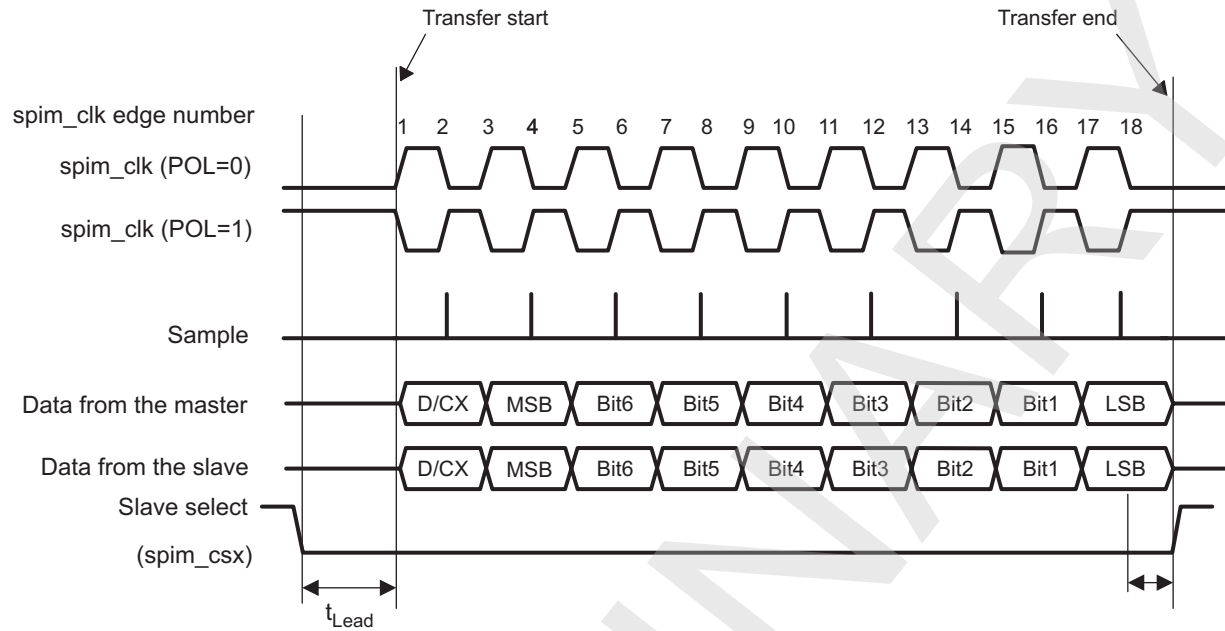 Transfer start
Transfer end
spim_clk edge number
1 2 3 4 5 6 7 8 9 10 11 12 13 14 15 16 17 18
spim_clk (POL=0)
spim_clk (POL=1)
Sample
Data from the master
D/CX MSB Bit6 Bit5 Bit4 Bit3 Bit2 Bit1 LSB
Data from the slave
D/CX MSB Bit6 Bit5 Bit4 Bit3 Bit2 Bit1 LSB
Slave select
(spim_csx)
tLead
INARY